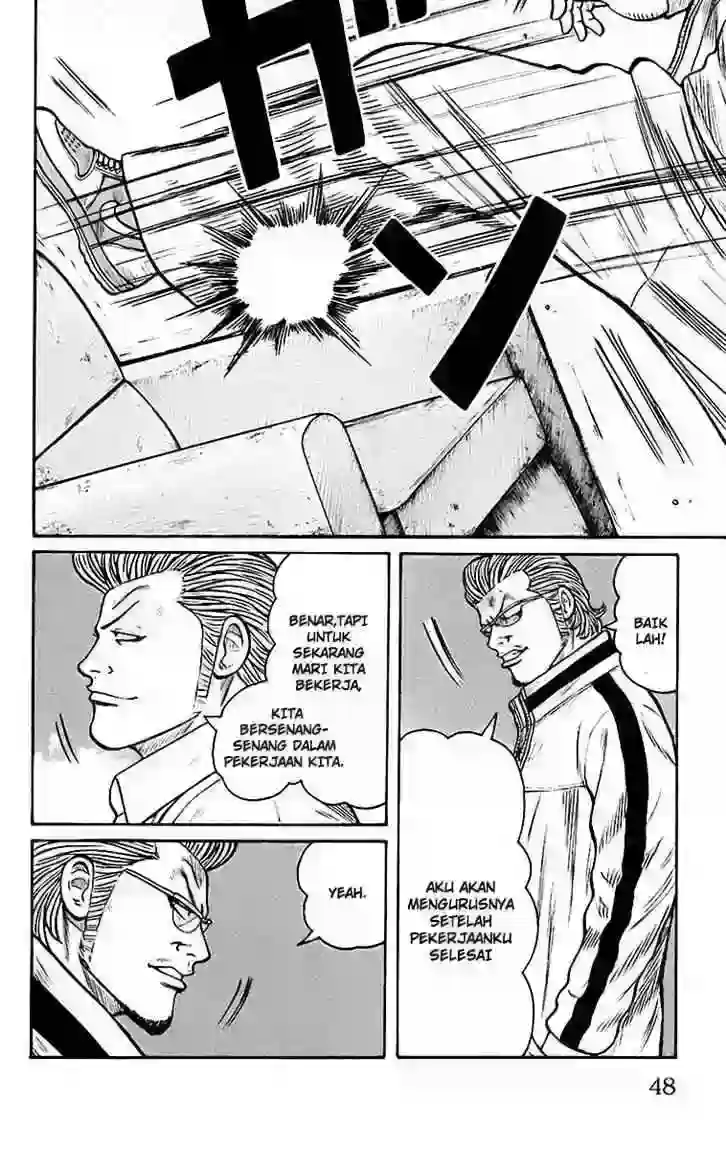 ガン
BAIK
LAH!
AKU AKAN
MENGURUSNYA
SETELAH
PEKERJAANKU
SELESAI
BENAR,TAPI
UNTUK
SEKARANG
MARI KITA
BEKERJA,
KITA
BERSENANG-
SENANG DALAM
PEKERJAAN KITA.
YEAH.
48